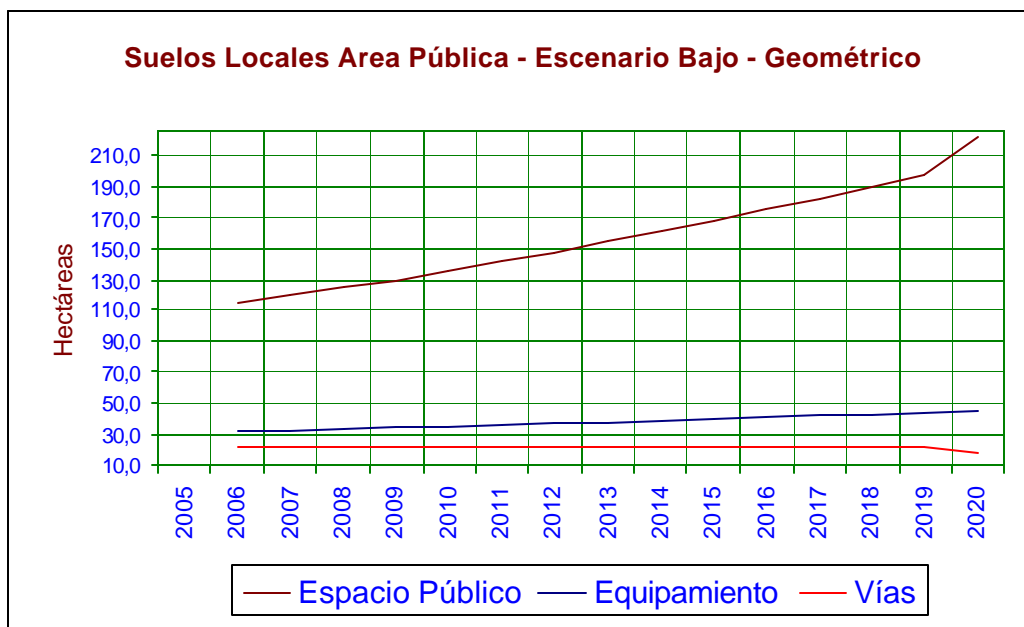 Suelos Locales Area Pública - Escenario Bajo - Geométrico
Hectáreas
210,0
190,0
170,0
150,0
130,0
110,0
90,0
70,0
50,0
30,0
10,0
2005 2006 2007 2008 2009 2010 2011 2012 2013 2014 2015 2016 2017 2018 2019 2020
Espacio Público Equipamiento Vías